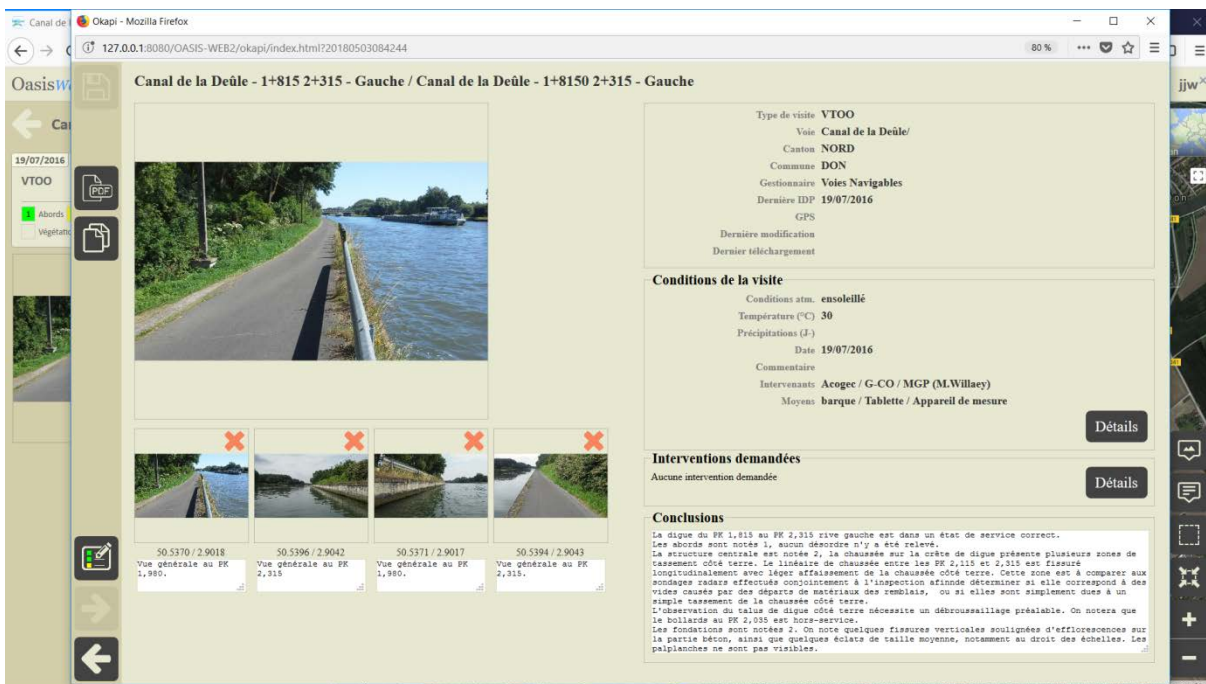 Canal de
Okapi - Mozilla Firefox
127.0.0.1:8080/OASIS-WEB2/okapi/index.html?20180503084244
80 %
OasisW
jjw
Canal de la Deûle - 1+815 2+315 - Gauche / Canal de la Deûle - 1+8150 2+315 - Gauche
Cai
19/07/2016
VTOO
1 Abords
Végétatio
PDF
Type de visite VTOO
Voie Canal de la Deûle/
Canton NORD
Commune DON
Gestionnaire Voies Navigables
Dernière IDP 19/07/2016
GPS
Dernière modification
Dernier téléchargement
Conditions de la visite
Conditions atm. ensoleillé
Température (°C) 30
Précipitations (J-)
Date 19/07/2016
Commentaire
Intervenants Acogec / G-CO / MGP (M.Willaey)
Moyens barque / Tablette / Appareil de mesure
Détails
Interventions demandées
Aucune intervention demandée
Détails
50.5370 / 2.9018
Vue générale au PK
1,980.
50.5396 / 2.9042
Vue générale au PK
2,315
50.5371 / 2.9017
Vue générale au PK
1,980.
50.5394 / 2.9043
Vue générale au PK
2,315.
Conclusions
La digue du PK 1,815 au PK 2,315 rive gauche est dans un état de service correct.
Les abords sont notés 1, aucun désordre n'y a été relevé.
La structure centrale est notée 2, la chaussée sur la crête de digue présente plusieurs zones de
tassement côté terre. Le linéaire de chaussée entre les PK 2,115 et 2,315 est fissuré
longitudinalement avec léger affaissement de la chaussée côté terre. Cette zone est à comparer aux
sondages radars effectués conjointement à l'inspection afinnde déterminer si elle correspond à des
vides causés par des départs de matériaux des remblais, ou si elles sont simplement dues à un
simple tassement de la chaussée côté terre.
L'observation du talus de digue côté terre nécessite un débroussaillage préalable. On notera que
le bollards au PK 2,035 est hors-service.
Les fondations sont notées 2. On note quelques fissures verticales soulignées d'efflorescences sur
la partie béton, ainsi que quelques éclats de taille moyenne, notamment au droit des échelles. Les
palplanches ne sont pas visibles.